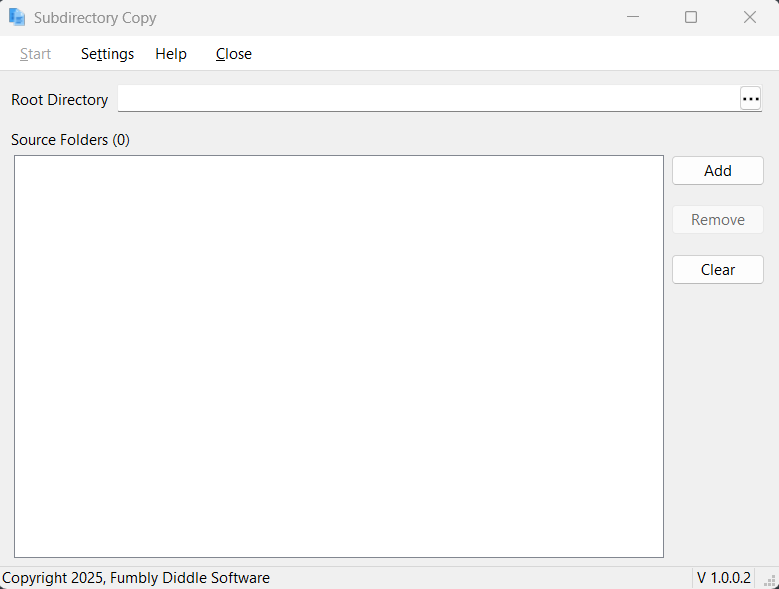 Subdirectory Copy
Start Settings Help Close
Root Directory ...
Source Folders (0)
Add
Remove
Clear
Copyright 2025, Fumbly Diddle Software V 1.0.0.2